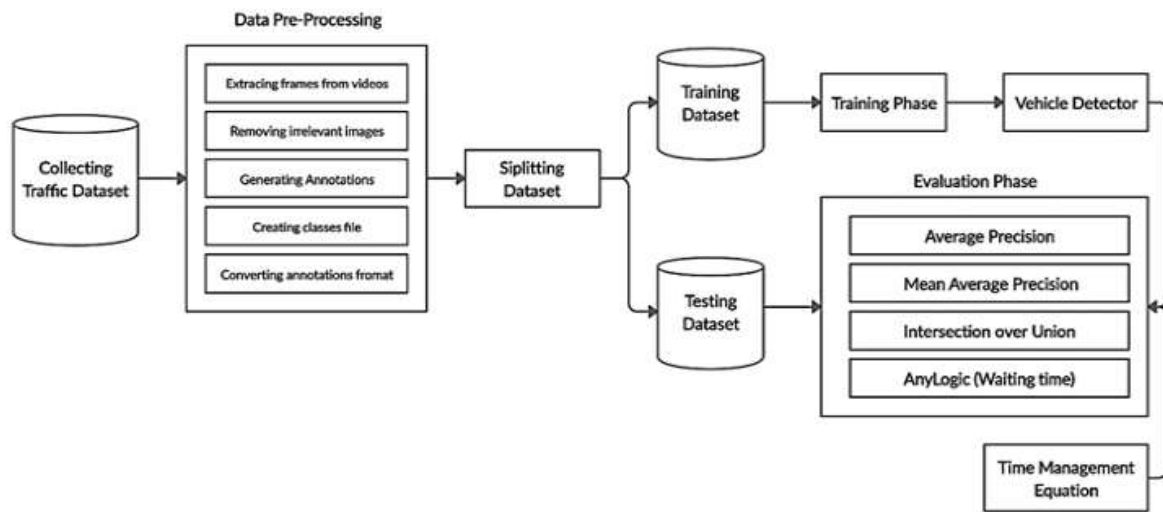 Data Pre-Processing
Extracing frames from videos
Removing irrelevant images
Generating Annotations
Creating classes file
Converting annotations fromat
Collecting
Traffic Dataset
Siplitting
Dataset
Training
Dataset
Training Phase
Vehicle Detector
Testing
Dataset
Evaluation Phase
Average Precision
Mean Average Precision
Intersection over Union
AnyLogic (Waiting time)
Time Management
Equation